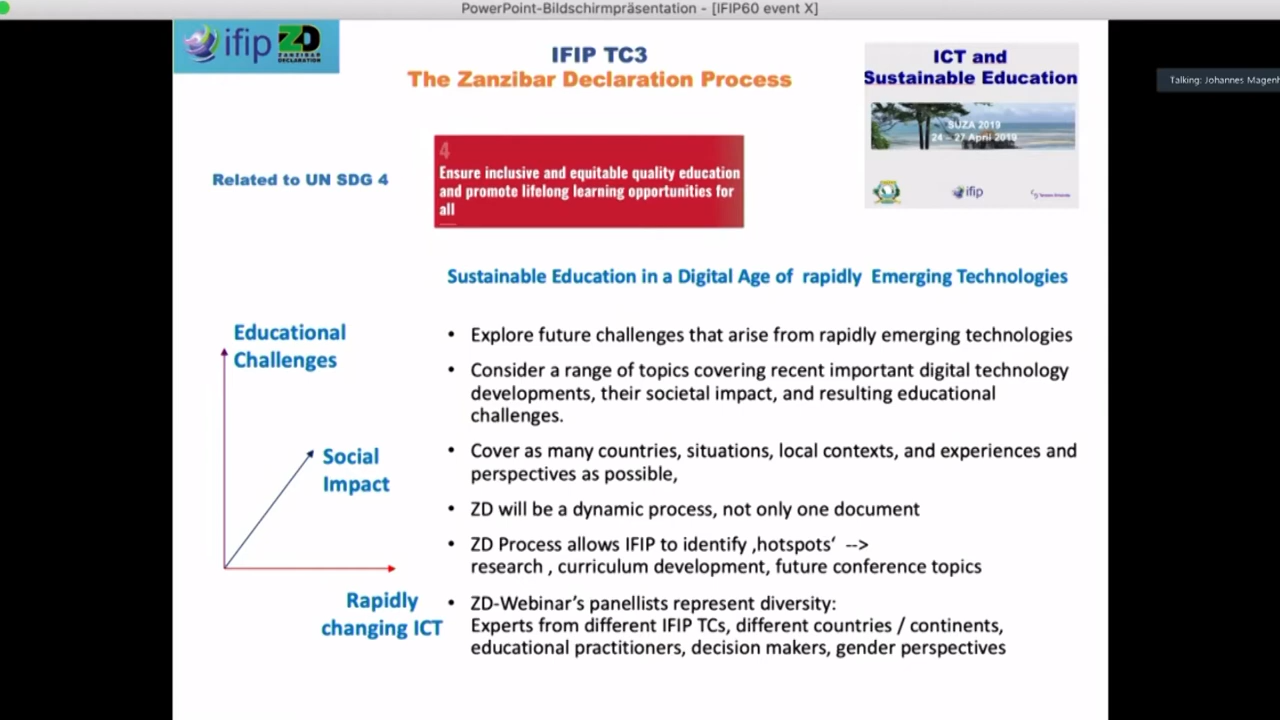 PowerPoint-Bildschirmpräsentation - [IFIP60 event X]
ifip ZD
ZANZIBAR
DECLARATION
IFIP TC3
The Zanzibar Declaration Process
ICT and
Sustainable Education
SUZA 2019
24 – 27 April 2019
ifip
Talking: Johannes Magenh
Related to UN SDG 4
4
Ensure inclusive and equitable quality education
and promote lifelong learning opportunities for
all
Sustainable Education in a Digital Age of rapidly Emerging Technologies
Educational
Challenges
Social
Impact
Rapidly
changing ICT
• Explore future challenges that arise from rapidly emerging technologies
• Consider a range of topics covering recent important digital technology
developments, their societal impact, and resulting educational
challenges.
• Cover as many countries, situations, local contexts, and experiences and
perspectives as possible,
• ZD will be a dynamic process, not only one document
• ZD Process allows IFIP to identify ‚hotspots‘ -->
research , curriculum development, future conference topics
• ZD-Webinar’s panellists represent diversity:
Experts from different IFIP TCs, different countries / continents,
educational practitioners, decision makers, gender perspectives